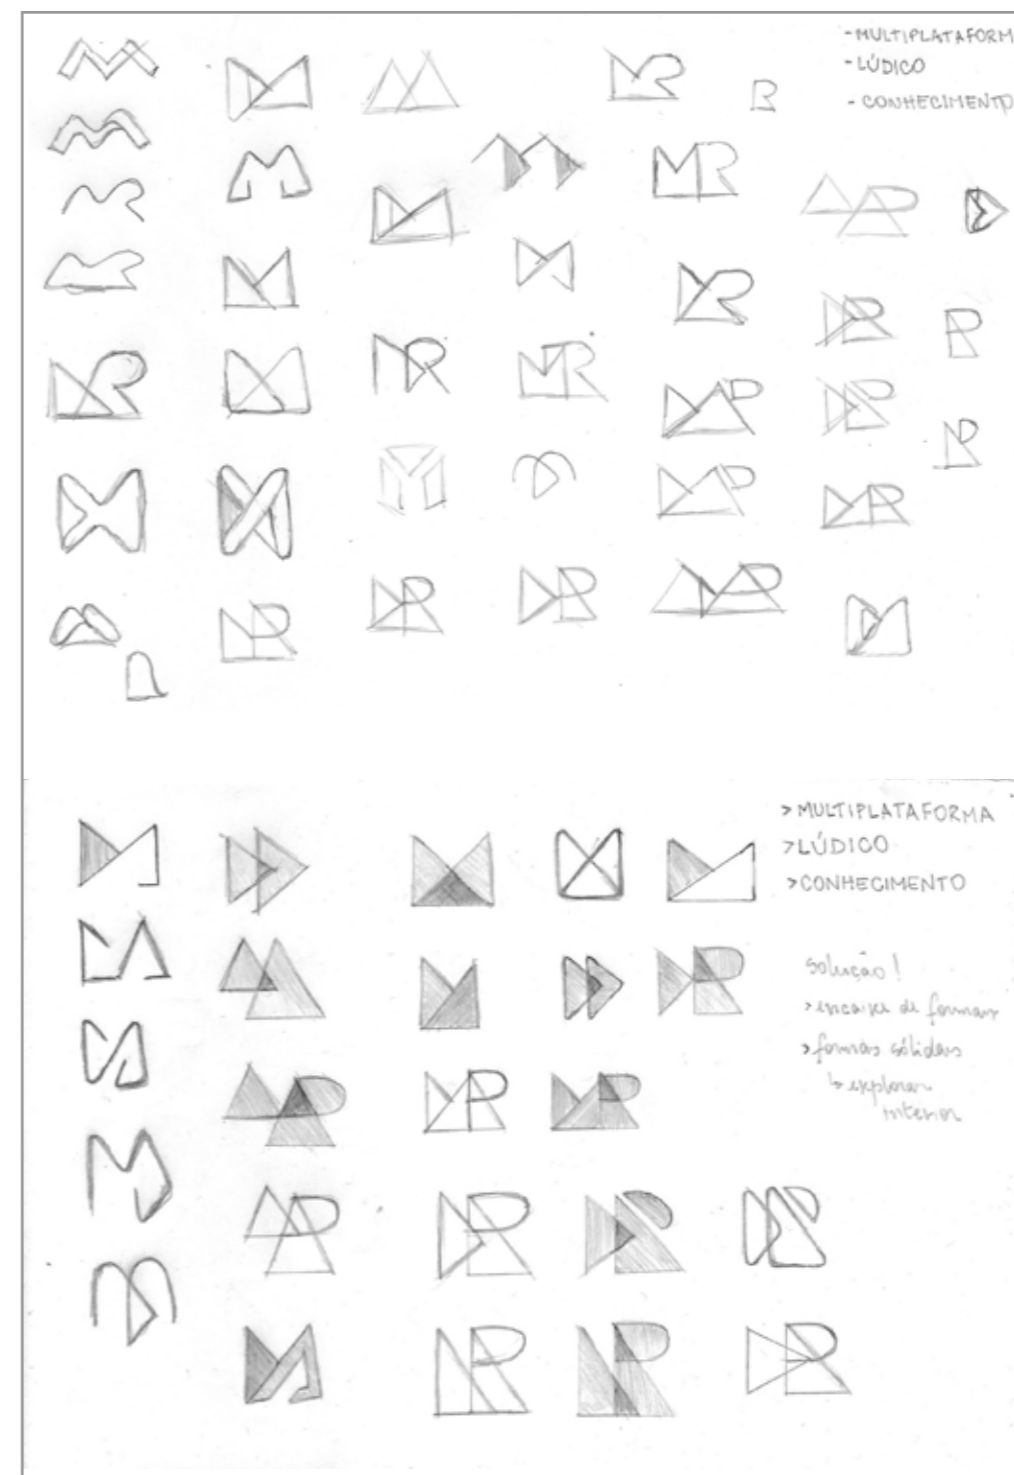 - MULTIPLATAFORM
- LÚDICO
- CONHECIMENTO
> MULTIPLATAFORMA
> LÚDICO
> CONHECIMENTO
solução!
> encaixe de formas
> formas sólidas
↳ explorar
interior